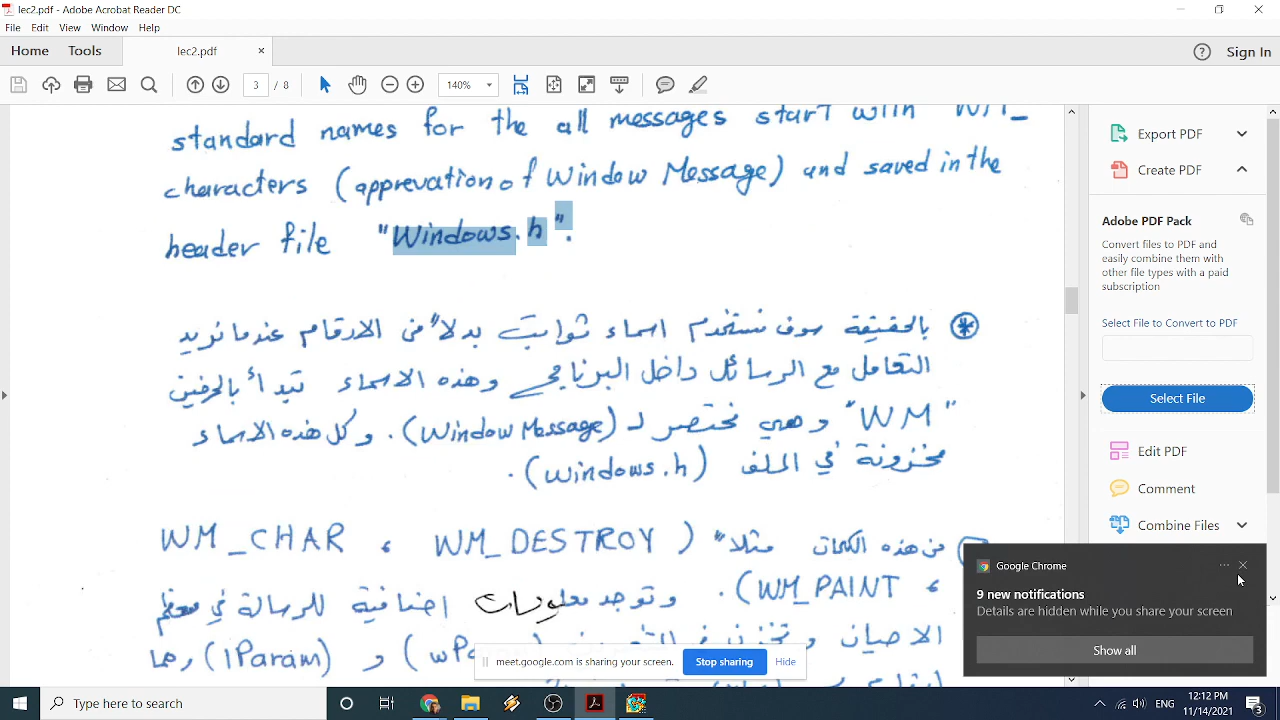 lec2.pdf - Adobe Acrobat Reader DC
File Edit View Window Help
Home Tools lec2.pdf × Sign In
3 / 8 140%
standard names for the all messages start with WM_
characters (apprevation of Window Message) and saved in the
header file "Windows.h".
بالحقيقة سوف نستخدم اسماء ثوابت بدلاً من الارقام عندما نريد
التعامل مع الرسائل داخل البرنامج وهذه الاسماء تبدأ بالحرفين
"WM" وهي مختصر لـ (Window Message). وكل هذه الاسماء
مخزونة في الملف (Windows.h).
من هذه الكلمات مثلاً (WM_DESTROY ، WM_CHAR
، WM_PAINT). وتوجد معلومات اضافية للرسالة في معظم
الاحيان وتخزن في
و (lParam) وهما
Export PDF
Create PDF
Adobe PDF Pack
Convert files to PDF and
easily combine them with
other file types with a paid
subscription
Select File to Convert to PDF
Select File
Edit PDF
Comment
Combine Files
Google Chrome
9 new notifications
Details are hidden while you share your screen
Show all
meet.google.com is sharing your screen. Stop sharing Hide
Type here to search
12:12 PM
11/14/2021
3